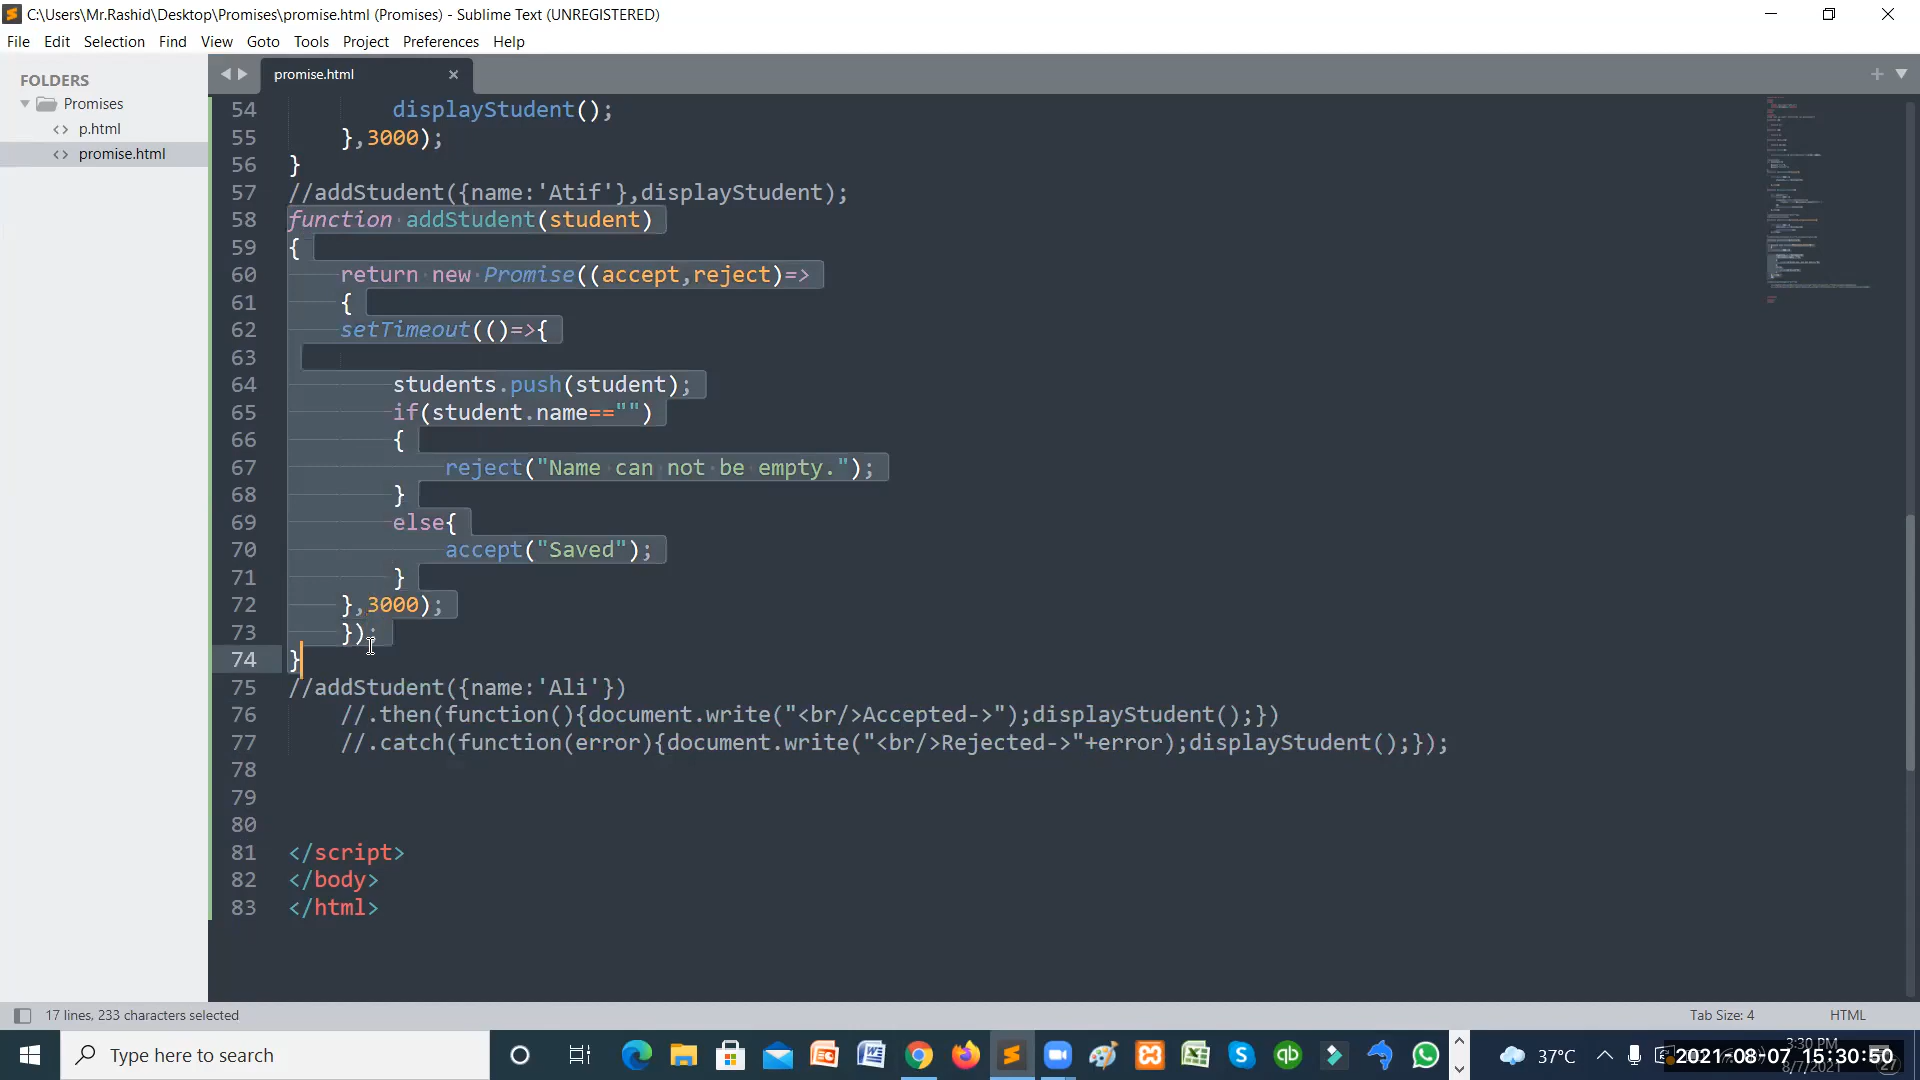 C:\Users\Mr.Rashid\Desktop\Promises\promise.html (Promises) - Sublime Text (UNREGISTERED)
File Edit Selection Find View Goto Tools Project Preferences Help
FOLDERS
Promises
p.html
promise.html
promise.html
54 displayStudent();
55 },3000);
56 }
57 //addStudent({name:'Atif'},displayStudent);
58 function addStudent(student)
59 {
60 return new Promise((accept,reject)=>
61 {
62 setTimeout(()=>{
63
64 students.push(student);
65 if(student.name=="")
66 {
67 reject("Name can not be empty.");
68 }
69 else{
70 accept("Saved");
71 }
72 },3000);
73 });
74 }
75 //addStudent({name:'Ali'})
76 //.then(function(){document.write("<br/>Accepted->");displayStudent();})
77 //.catch(function(error){document.write("<br/>Rejected->"+error);displayStudent();});
78
79
80
81 </script>
82 </body>
83 </html>
17 lines, 233 characters selected
Tab Size: 4
HTML
Type here to search
37°C
3:30 PM
2021-08-07 15:30:50